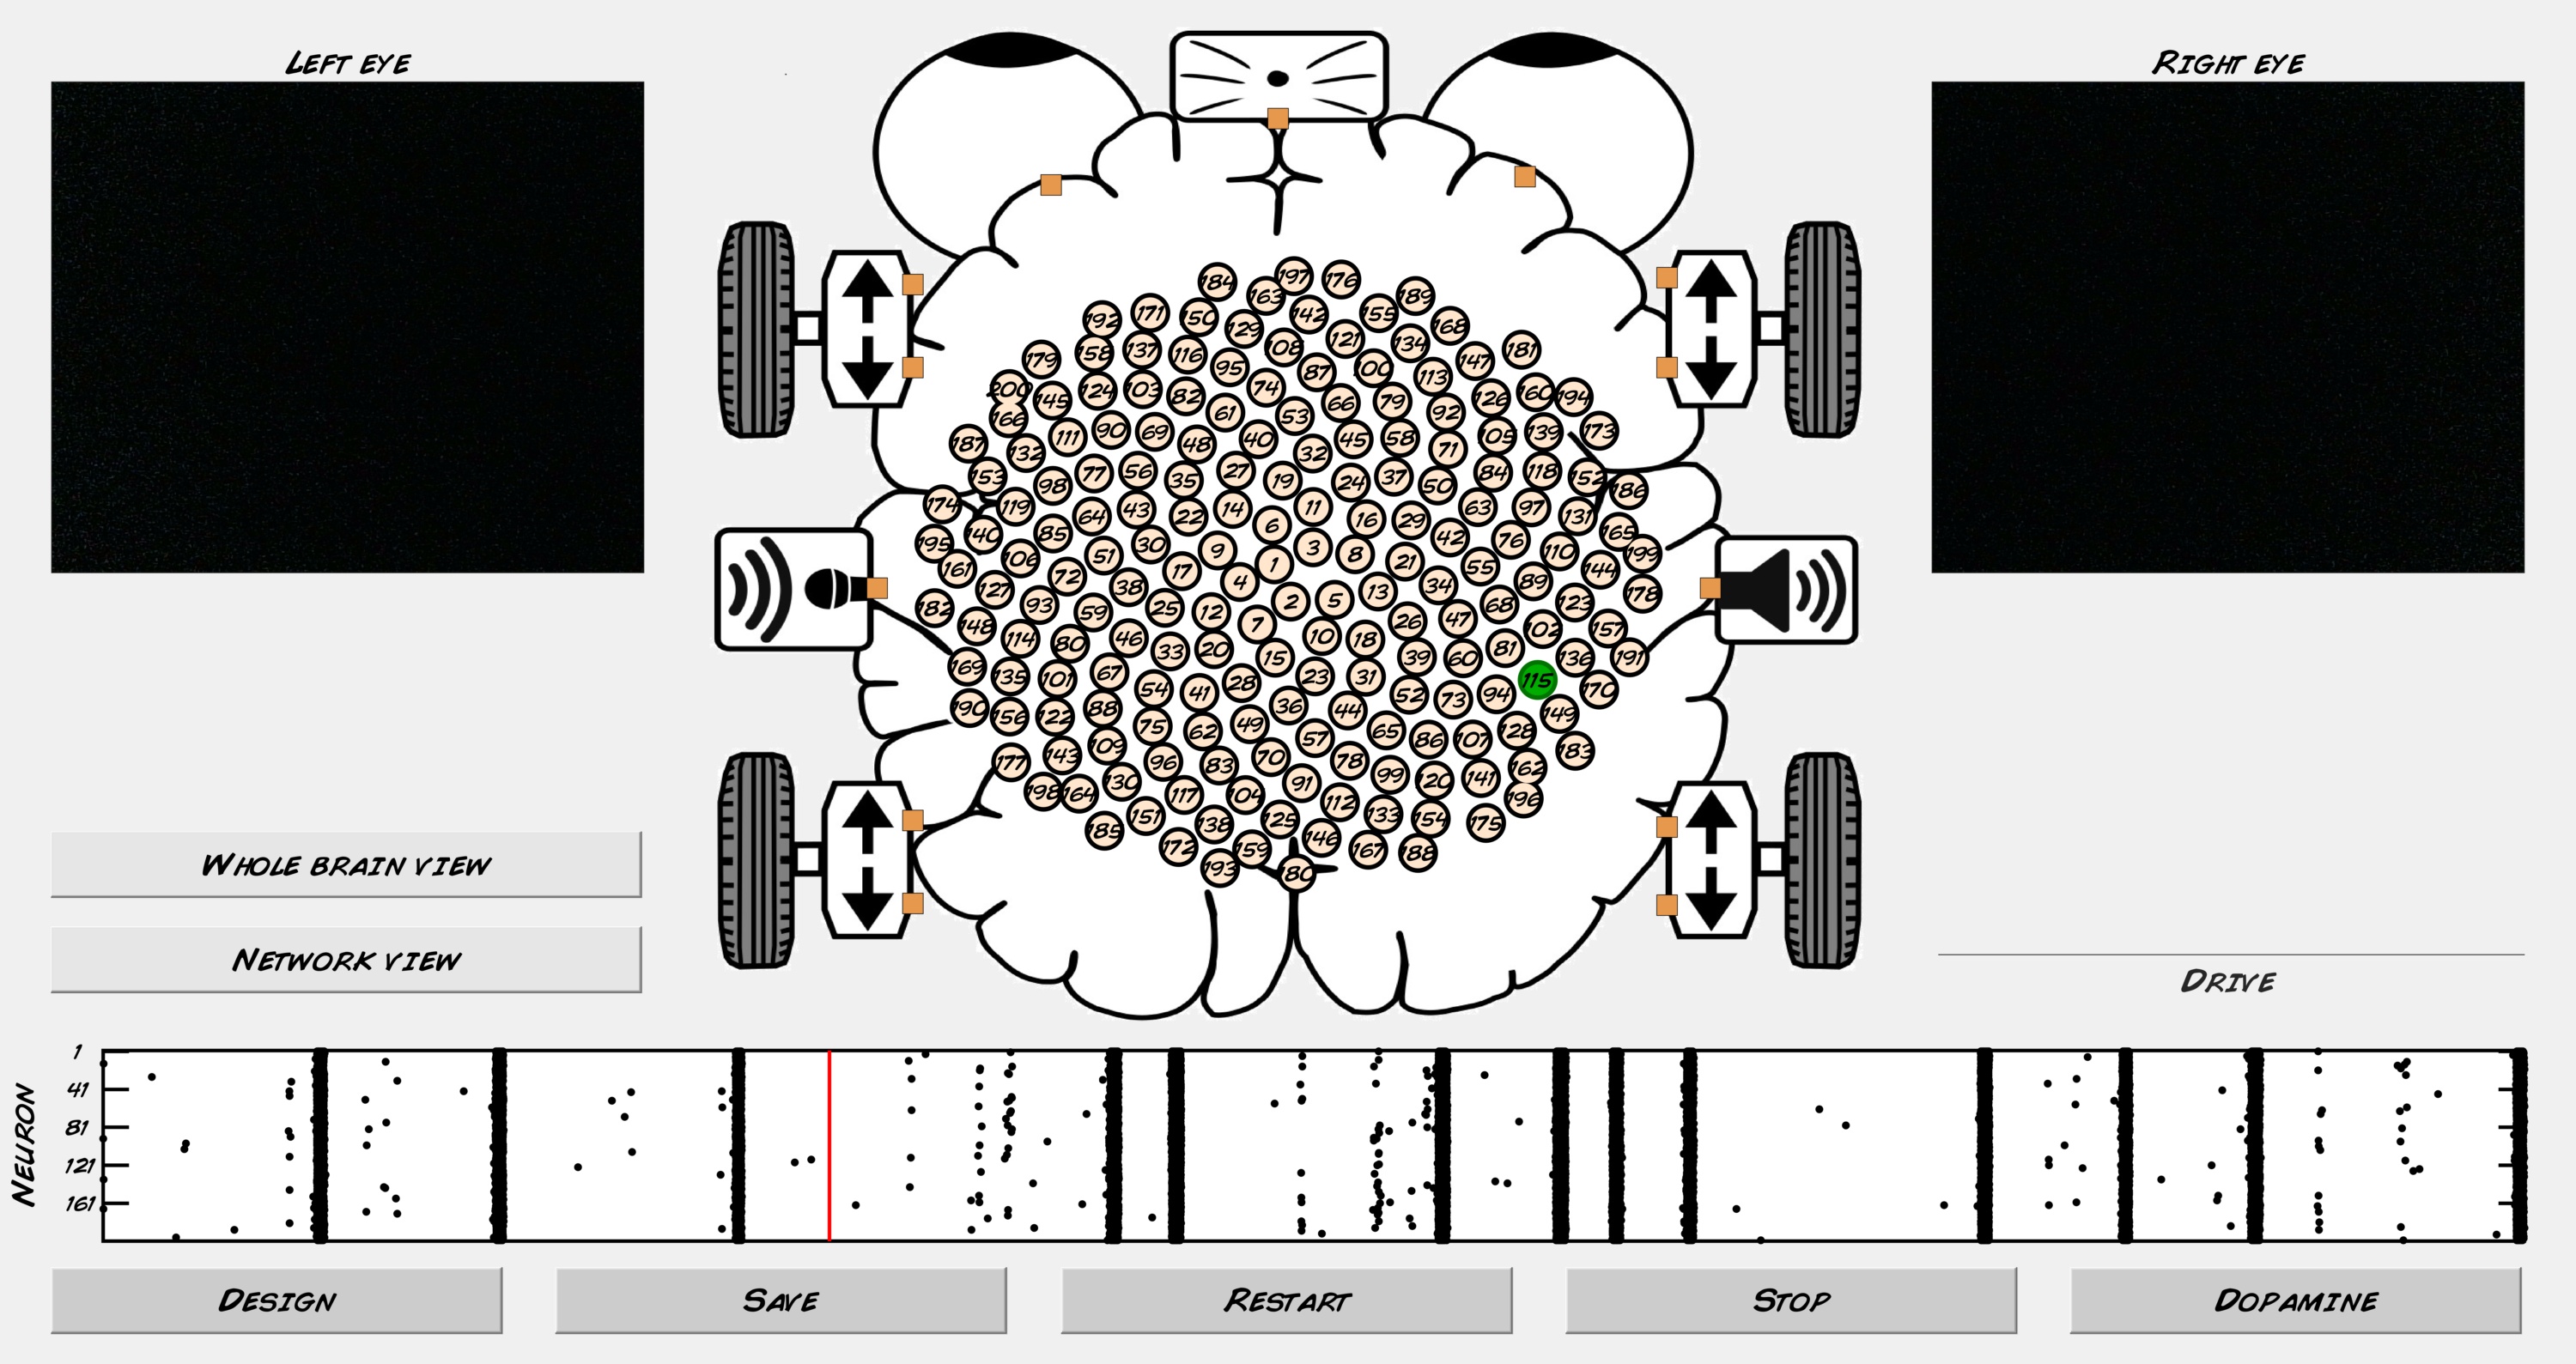 LEFT EYE
RIGHT EYE
184 197 176
163 189
192 171 150 129 142 155 168
179 158 137 116 108 121 134 147 181
200 145 124 103 82 95 74 87 100 113 126 160 194
166 111 90 69 61 53 66 79 92 105 139 173
187 132 77 56 48 40 32 45 58 71 84 118 152
153 98 35 27 19 24 37 50 186
174 119 64 43 22 14 11 16 29 63 97 131
195 140 106 85 51 30 9 6 3 8 42 76 110 165 199
161 127 72 38 17 4 1 21 34 55 89 144 178
182 93 59 25 12 2 5 13 68 123
148 114 80 46 7 10 18 26 47 102 157
169 135 101 67 33 20 15 23 31 39 60 81 136 191
190 156 122 88 54 41 28 36 44 52 73 94 115 170
177 143 109 75 62 49 57 65 86 107 128 149 183
198 164 130 96 83 70 78 99 120 141 162
185 151 117 104 91 112 133 154 175 196
172 138 125 146 167 188
193 159 180
WHOLE BRAIN VIEW
NETWORK VIEW
DRIVE
NEURON
1
41
81
121
161
DESIGN SAVE RESTART STOP DOPAMINE